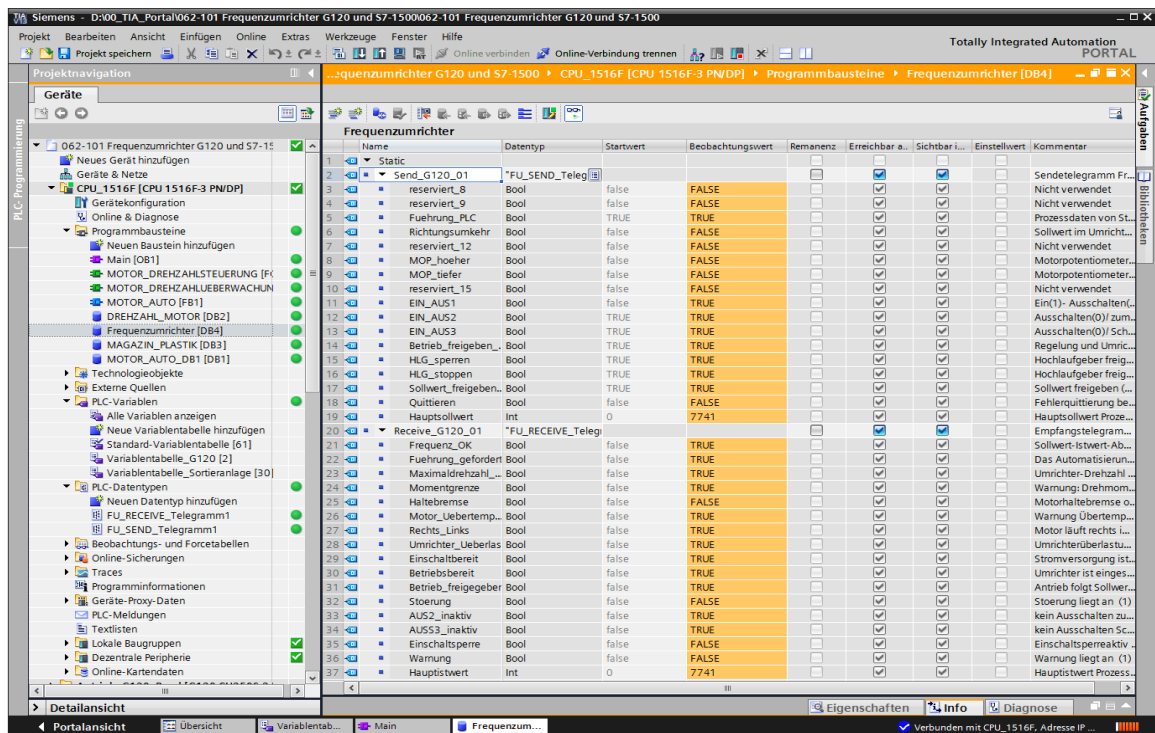 Siemens - D:\00_TIA_Portal\062-101 Frequenzumrichter G120 und S7-1500\062-101 Frequenzumrichter G120 und S7-1500
Projekt Bearbeiten Ansicht Einfügen Online Extras Werkzeuge Fenster Hilfe
Totally Integrated Automation
PORTAL
Projekt speichern Online verbinden Online-Verbindung trennen
Projektnavigation
...quenzumrichter G120 und S7-1500 CPU_1516F [CPU 1516F-3 PN/DP] Programmbausteine Frequenzumrichter [DB4]
Geräte
PLC-Programmierung
062-101 Frequenzumrichter G120 und S7-15
Neues Gerät hinzufügen
Geräte & Netze
CPU_1516F [CPU 1516F-3 PN/DP]
Gerätekonfiguration
Online & Diagnose
Programmbausteine
Neuen Baustein hinzufügen
Main [OB1]
MOTOR_DREHZAHLSTEUERUNG [F
MOTOR_DREHZAHLUEBERWACHUN
MOTOR_AUTO [FB1]
DREHZAHL_MOTOR [DB2]
Frequenzumrichter [DB4]
MAGAZIN_PLASTIK [DB3]
MOTOR_AUTO_DB1 [DB1]
Technologieobjekte
Externe Quellen
PLC-Variablen
Alle Variablen anzeigen
Neue Variablentabelle hinzufügen
Standard-Variablentabelle [61]
Variablentabelle_G120 [2]
Variablentabelle_Sortieranlage [30]
PLC-Datentypen
Neuen Datentyp hinzufügen
FU_RECEIVE_Telegramm1
FU_SEND_Telegramm1
Beobachtungs- und Forcetabellen
Online-Sicherungen
Traces
Programminformationen
Geräte-Proxy-Daten
PLC-Meldungen
Textlisten
Lokale Baugruppen
Dezentrale Peripherie
Online-Kartendaten
Detailansicht
Frequenzumrichter
Name Datentyp Startwert Beobachtungswert Remanenz Erreichbar a.. Sichtbar i... Einstellwert Kommentar
1 Static
2 Send_G120_01 "FU_SEND_Teleg Sendetelegramm Fr...
3 reserviert_8 Bool false FALSE Nicht verwendet
4 reserviert_9 Bool false FALSE Nicht verwendet
5 Fuehrung_PLC Bool TRUE TRUE Prozessdaten von St...
6 Richtungsumkehr Bool false FALSE Sollwert im Umricht...
7 reserviert_12 Bool false FALSE Nicht verwendet
8 MOP_hoeher Bool false FALSE Motorpotentiometer...
9 MOP_tiefer Bool false FALSE Motorpotentiometer...
10 reserviert_15 Bool false FALSE Nicht verwendet
11 EIN_AUS1 Bool false TRUE Ein(1)- Ausschalten(...
12 EIN_AUS2 Bool TRUE TRUE Ausschalten(0)/ zum...
13 EIN_AUS3 Bool TRUE TRUE Ausschalten(0)/ Sch...
14 Betrieb_freigeben_.. Bool TRUE TRUE Regelung und Umric...
15 HLG_sperren Bool TRUE TRUE Hochlaufgeber freig...
16 HLG_stoppen Bool TRUE TRUE Hochlaufgeber freig...
17 Sollwert_freigeben.. Bool TRUE TRUE Sollwert freigeben (...
18 Quittieren Bool false FALSE Fehlerquittierung be...
19 Hauptsollwert Int 0 7741 Hauptsollwert Proze...
20 Receive_G120_01 "FU_RECEIVE_Teleg Empfangstelegram...
21 Frequenz_OK Bool false TRUE Sollwert-Istwert-Ab...
22 Fuehrung_gefordert Bool false TRUE Das Automatisierun...
23 Maximaldrehzahl_... Bool false TRUE Umrichter-Drehzahl ...
24 Momentgrenze Bool false TRUE Warnung: Drehmom...
25 Haltebremse Bool false FALSE Motorhaltebremse o...
26 Motor_Uebertemp... Bool false TRUE Warnung Übertemp...
27 Rechts_Links Bool false TRUE Motor läuft rechts i...
28 Umrichter_Ueberlas Bool false TRUE Umrichterüberlastu...
29 Einschaltbereit Bool false TRUE Stromversorgung ist...
30 Betriebsbereit Bool false TRUE Umrichter ist einges...
31 Betrieb_freigegeber Bool false TRUE Antrieb folgt Sollwer...
32 Stoerung Bool false FALSE Stoerung liegt an (1)
33 AUS2_inaktiv Bool false TRUE kein Ausschalten zu...
34 AUSS3_inaktiv Bool false TRUE kein Ausschalten Sc...
35 Einschaltsperre Bool false FALSE Einschaltsperreaktiv ..
36 Warnung Bool false FALSE Warnung liegt an (1)
37 Hauptistwert Int 0 7741 Hauptistwert Prozess..
Aufgaben
Bibliotheken
Eigenschaften Info Diagnose
Portalansicht Übersicht Variablentab... Main Frequenzum...
Verbunden mit CPU_1516F, Adresse IP ...